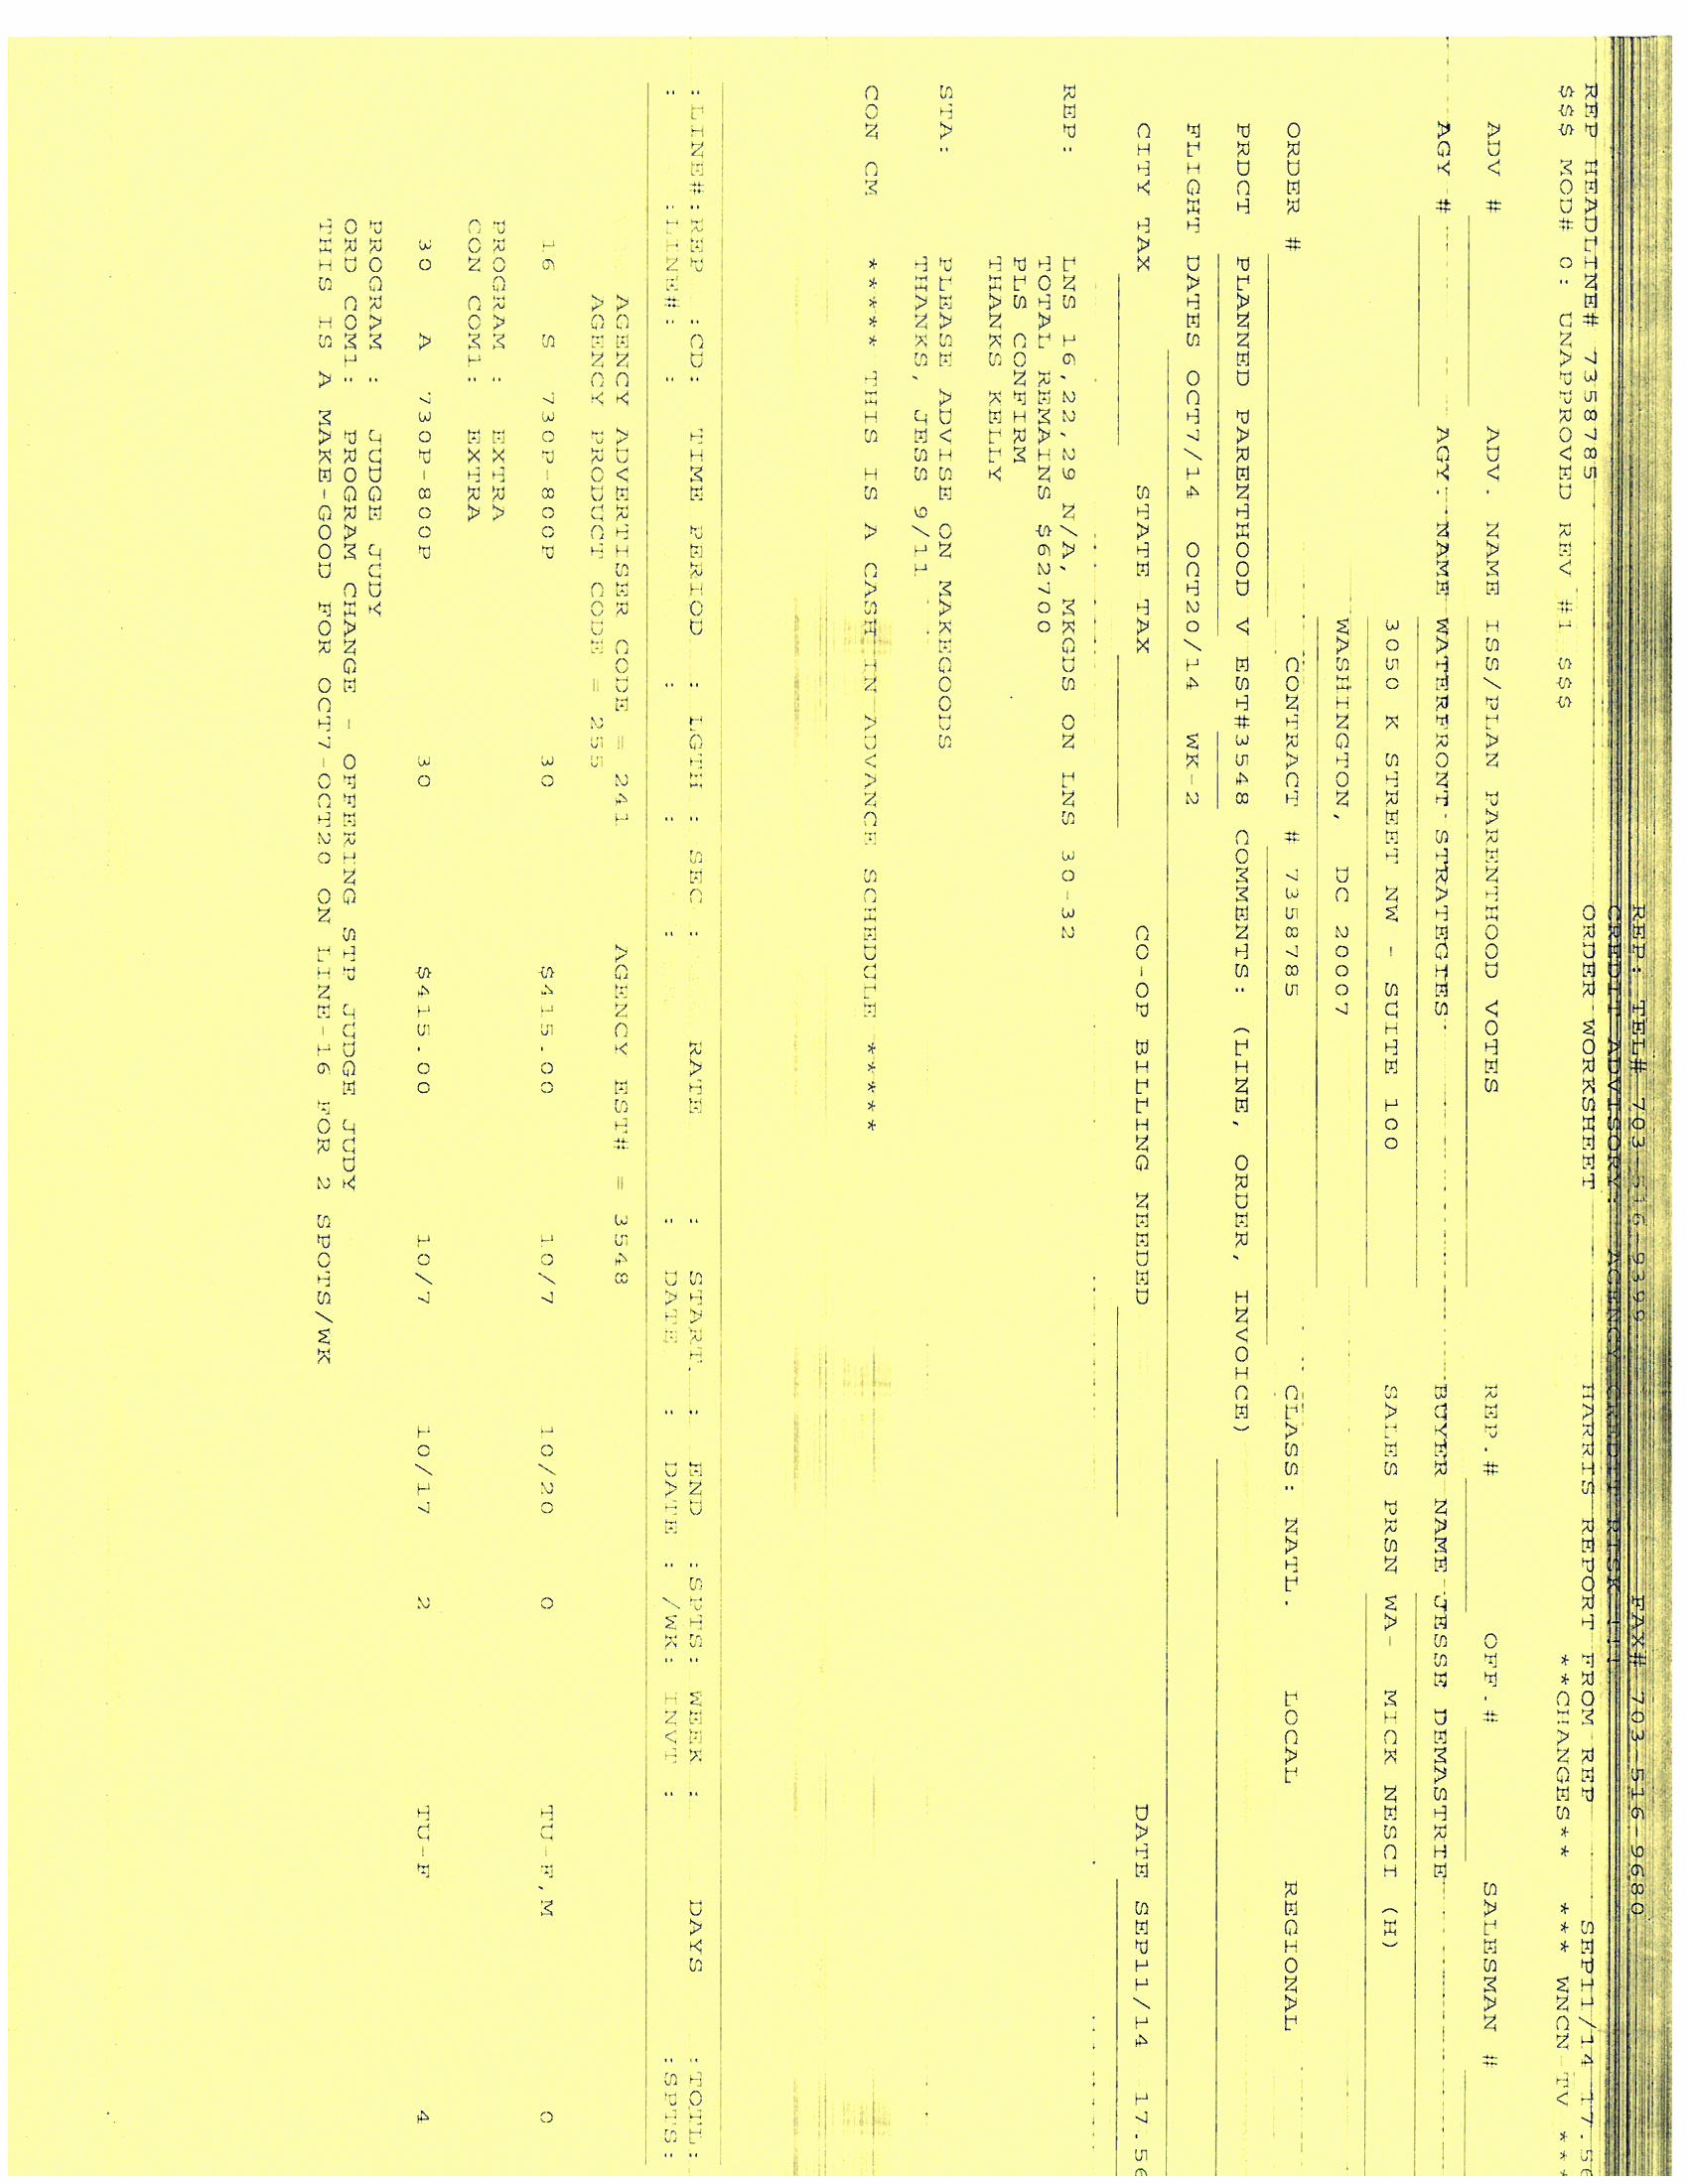 REP: TEL# 703-516-9399 FAX# 703-516-9680
CREDIT ADVISORY: AGENCY CREDIT RISK
ORDER WORKSHEET HARRIS REPORT FROM REP SEP11/14 17.56
REP HEADLINE# 7358785 **CHANGES** *** WNCN-TV ***
$$$ MOD# 0: UNAPPROVED REV #1 $$$
ADV # ADV. NAME ISS/PLAN PARENTHOOD VOTES REP.# OFF.# SALESMAN #
AGY # AGY. NAME WATERFRONT STRATEGIES BUYER NAME JESSE DEMASTRIE
3050 K STREET NW - SUITE 100 SALES PRSN WA- MICK NESCI (H)
WASHINGTON, DC 20007
ORDER # CONTRACT # 7358785 CLASS: NATL. LOCAL REGIONAL
PRDCT PLANNED PARENTHOOD V EST#3548 COMMENTS: (LINE, ORDER, INVOICE)
FLIGHT DATES OCT7/14 OCT20/14 WK-2
CITY TAX STATE TAX CO-OP BILLING NEEDED DATE SEP11/14 17.56
REP: LNS 16,22,29 N/A, MKGDS ON LNS 30-32
TOTAL REMAINS $62700
PLS CONFIRM
THANKS KELLY
STA: PLEASE ADVISE ON MAKEGOODS
THANKS, JESS 9/11
CON CM ***** THIS IS A CASH IN ADVANCE SCHEDULE *****
:LINE#:REP :CD: TIME PERIOD : LGTH : SEC : RATE : START. : END :SPTS: WEEK : DAYS :TOTL:
: :LINE#: : : : : : DATE : DATE : /WK: INVT : :SPTS:
AGENCY ADVERTISER CODE = 241 AGENCY EST# = 3548
AGENCY PRODUCT CODE = 255
16 S 730P-800P 30 $415.00 10/7 10/20 0 TU-F,M 0
PROGRAM : EXTRA
CON COM1: EXTRA
30 A 730P-800P 30 $415.00 10/7 10/17 2 TU-F 4
PROGRAM : JUDGE JUDY
ORD COM1: PROGRAM CHANGE - OFFERING STP JUDGE JUDY
THIS IS A MAKE-GOOD FOR OCT7-OCT20 ON LINE-16 FOR 2 SPOTS/WK